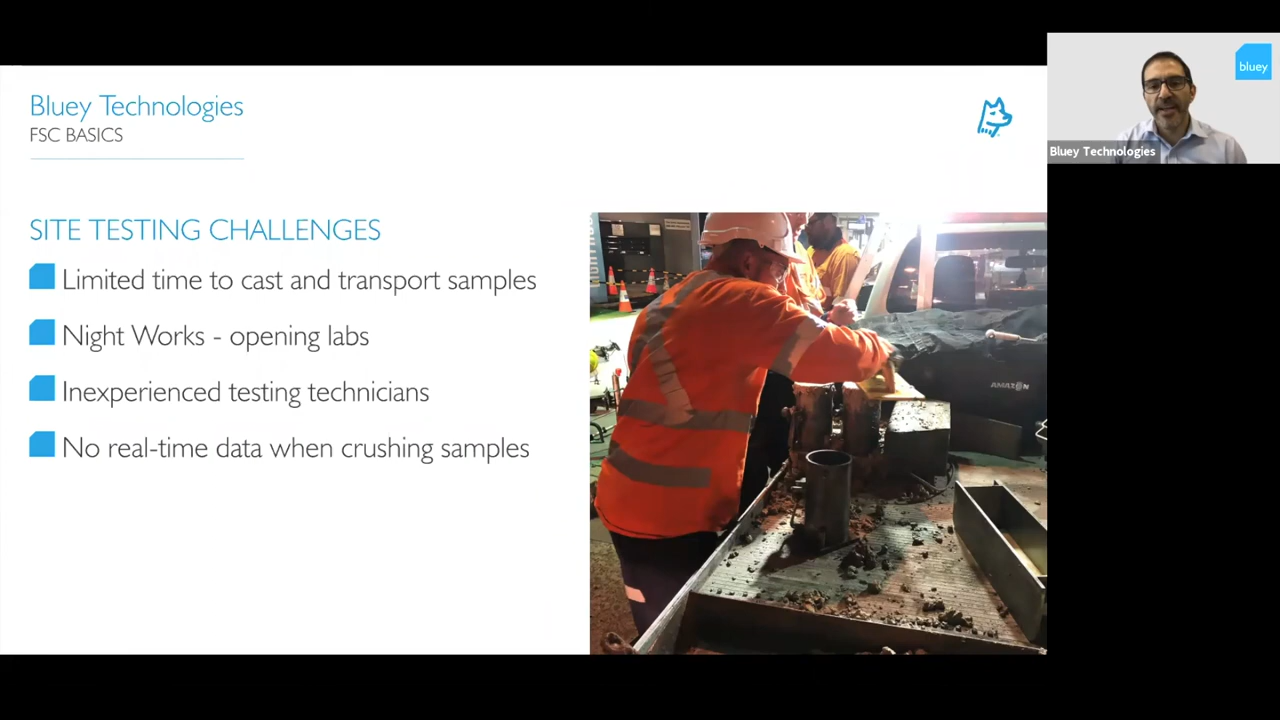 Bluey Technologies
FSC BASICS
SITE TESTING CHALLENGES
Limited time to cast and transport samples
Night Works - opening labs
Inexperienced testing technicians
No real-time data when crushing samples
AMAZON
bluey
Bluey Technologies